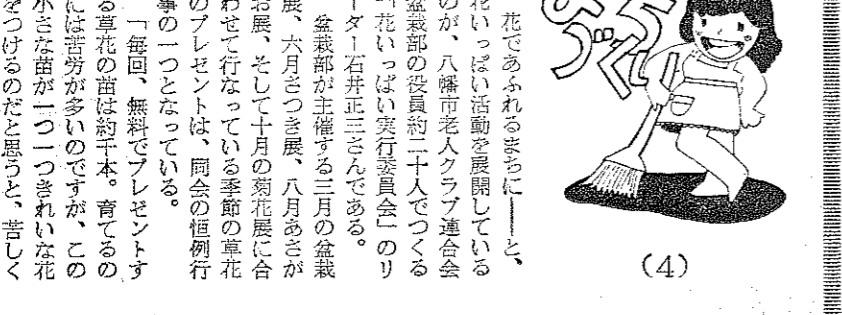 (4)
花であふれるまちに――と、
花いっぱい活動を展開している
のが、八幡市老人クラブ連合会
盆栽部の役員約二十人でつくる
「花いっぱい実行委員会」のリ
ーダー石井正三さんである。
盆栽部が主催する三月の盆栽
展、六月さつき展、八月あさが
お展、そして十月の菊花展に合
わせて行なっている季節の草花
のプレゼントは、同会の恒例行
事の一つとなっている。
「毎回、無料でプレゼントす
る草花の苗は約千本。育てるの
には苦労が多いのですが、この
小さな苗が一つ一つきれいな花
をつけるのだと思うと、苦しく